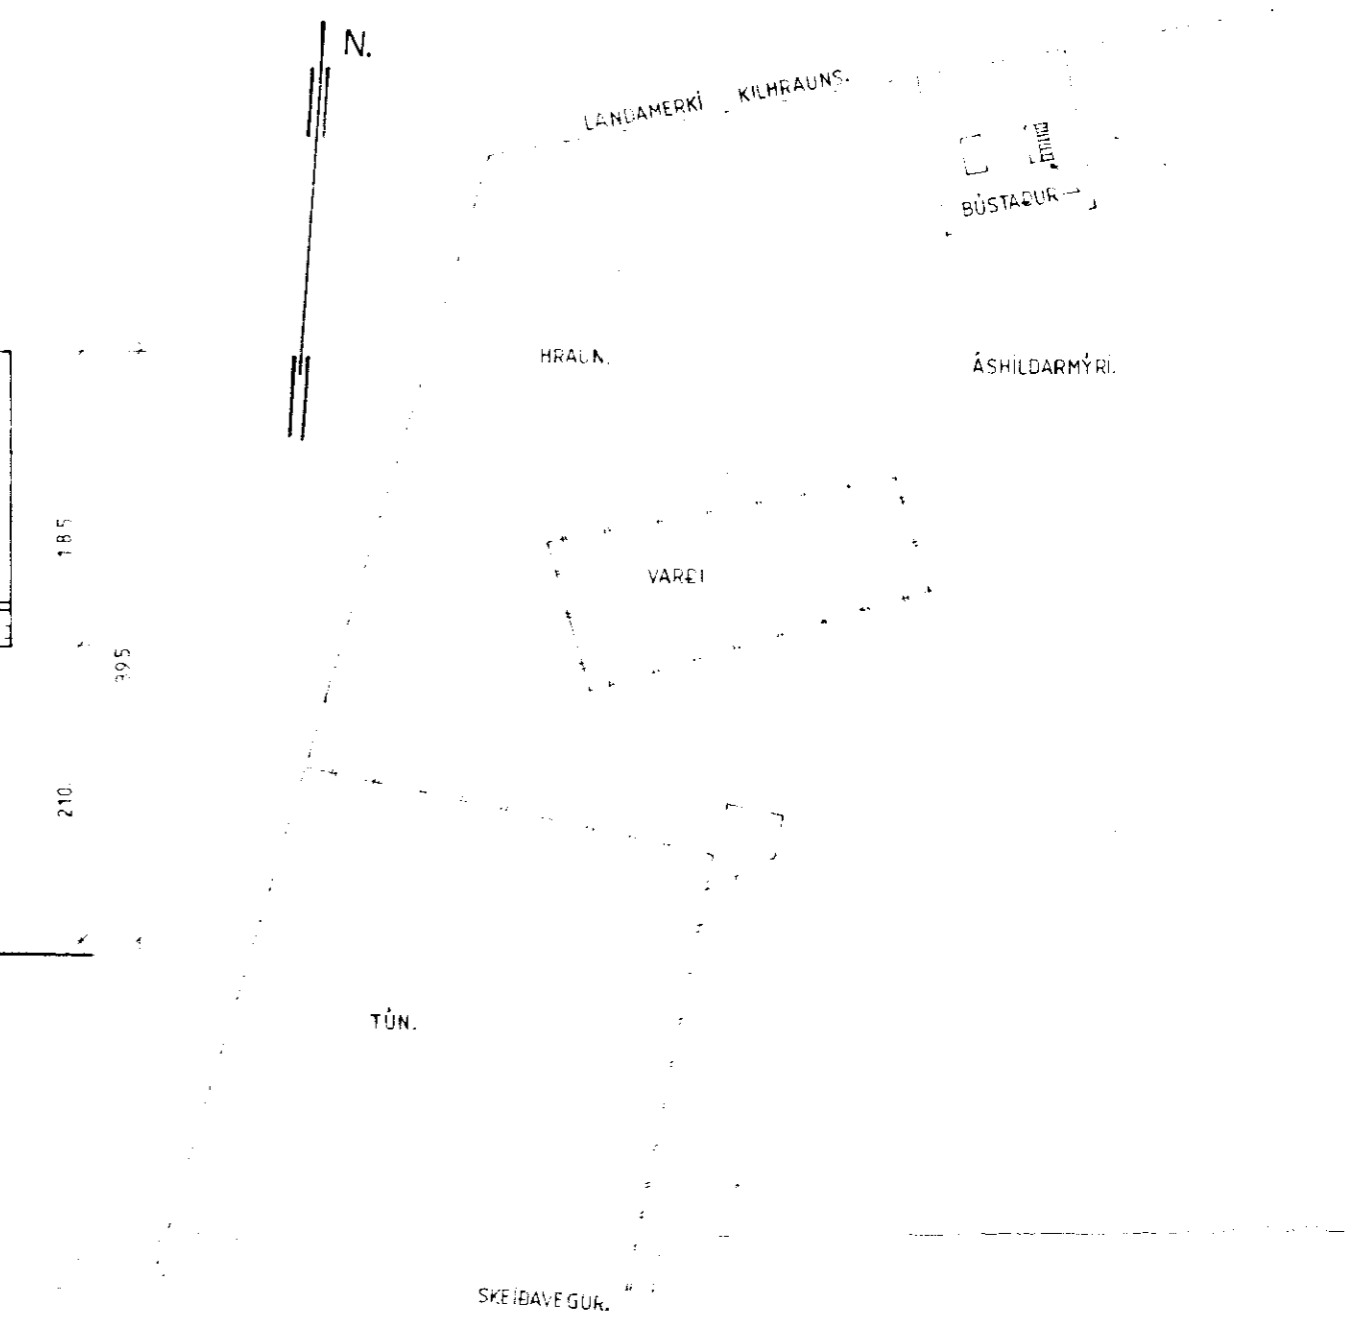 N.
LANDAMERKI KILHRAUNS.
BÚSTAÐUR
HRAUN.
ÁSHILDARMÝRI.
185
VARÐI
395
210.
TÚN.
SKEIÐAVEGUR.